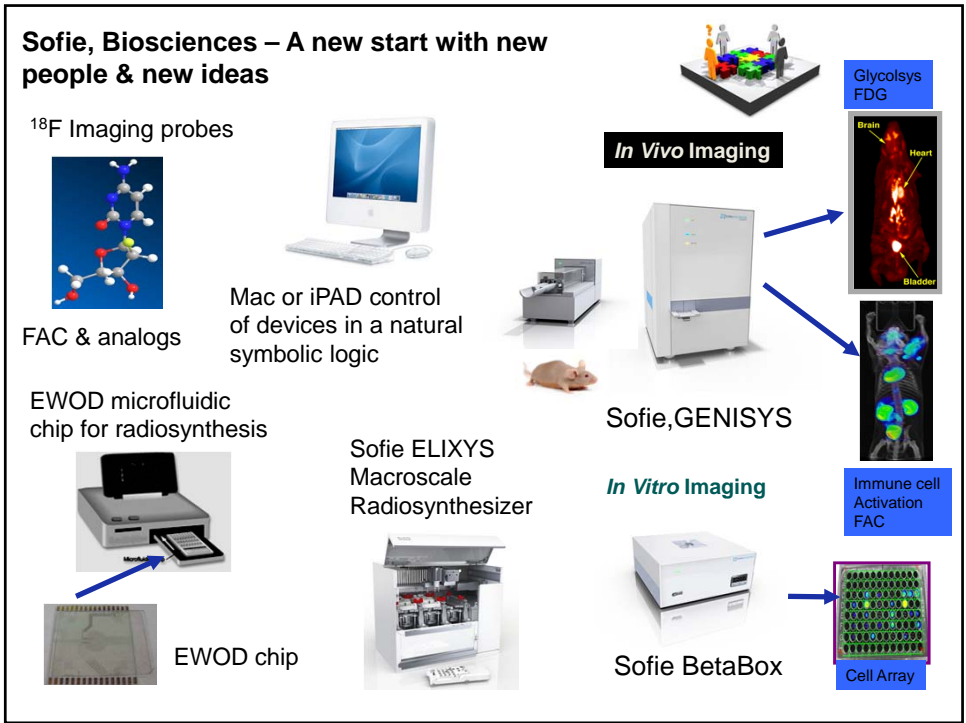 Sofie, Biosciences – A new start with new
people & new ideas
Glycolsys
FDG
¹⁸F Imaging probes
In Vivo Imaging
Brain
Heart
Bladder
Mac or iPAD control
of devices in a natural
symbolic logic
FAC & analogs
EWOD microfluidic
chip for radiosynthesis
Sofie,GENISYS
Sofie ELIXYS
Macroscale
Radiosynthesizer
In Vitro Imaging
Immune cell
Activation
FAC
EWOD chip
Sofie BetaBox
Cell Array